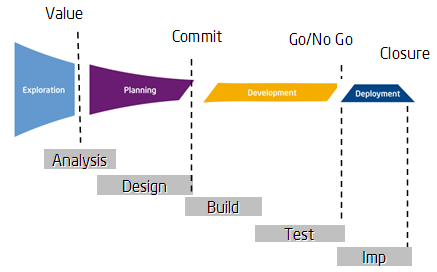 Value
Commit
Go/No Go
Closure
Exploration
Planning
Development
Deployment
Analysis
Design
Build
Test
Imp